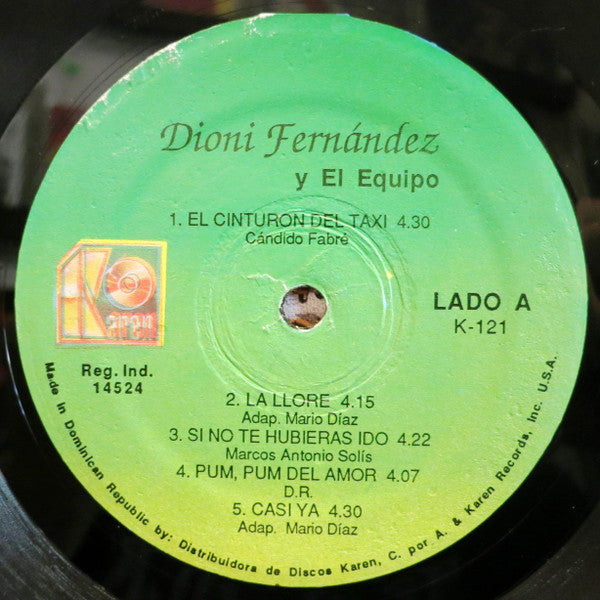 Dioni Fernández
y El Equipo
1. EL CINTURON DEL TAXI 4.30
Cándido Fabré
Karen
LADO A
K-121
Reg. Ind.
14524
2. LA LLORE 4.15
Adap. Mario Díaz
3. SI NO TE HUBIERAS IDO 4.22
Marcos Antonio Solís
4. PUM, PUM DEL AMOR 4.07
D.R.
5. CASI YA 4.30
Adap. Mario Díaz
Made in Dominican Republic by: Distribuidora de Discos Karen, C. por A. & Karen Records, Inc. U.S.A.